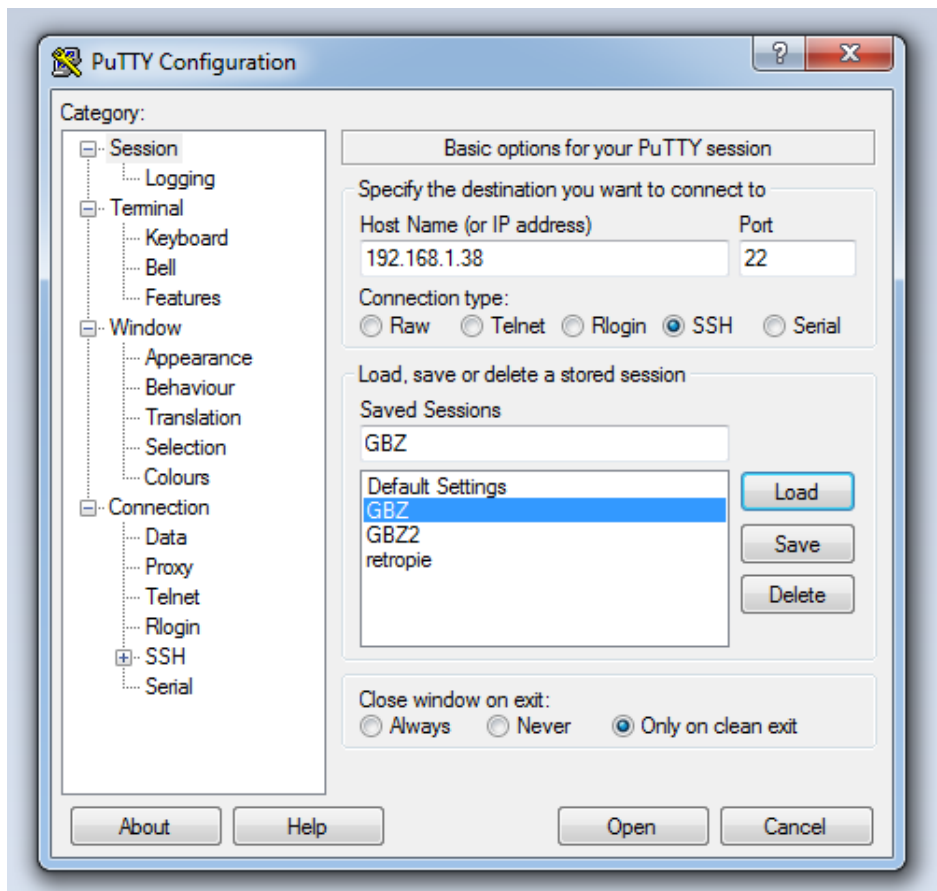 PuTTY Configuration
Category:
Session
Logging
Terminal
Keyboard
Bell
Features
Window
Appearance
Behaviour
Translation
Selection
Colours
Connection
Data
Proxy
Telnet
Rlogin
SSH
Serial
Basic options for your PuTTY session
Specify the destination you want to connect to
Host Name (or IP address) Port
192.168.1.38 22
Connection type:
Raw Telnet Rlogin SSH Serial
Load, save or delete a stored session
Saved Sessions
GBZ
Default Settings
GBZ
GBZ2
retropie
Load
Save
Delete
Close window on exit:
Always Never Only on clean exit
About Help Open Cancel